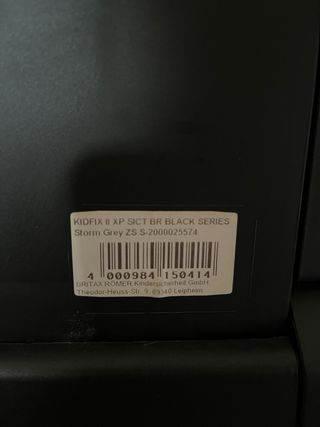 KIDFIX II XP SICT BR BLACK SERIES
Storm Grey ZS S-2000025574
4 000984 150414
BRITAX RÖMER Kindersicherheit GmbH
Theodor-Heuss-Str. 9, 89340 Leipheim